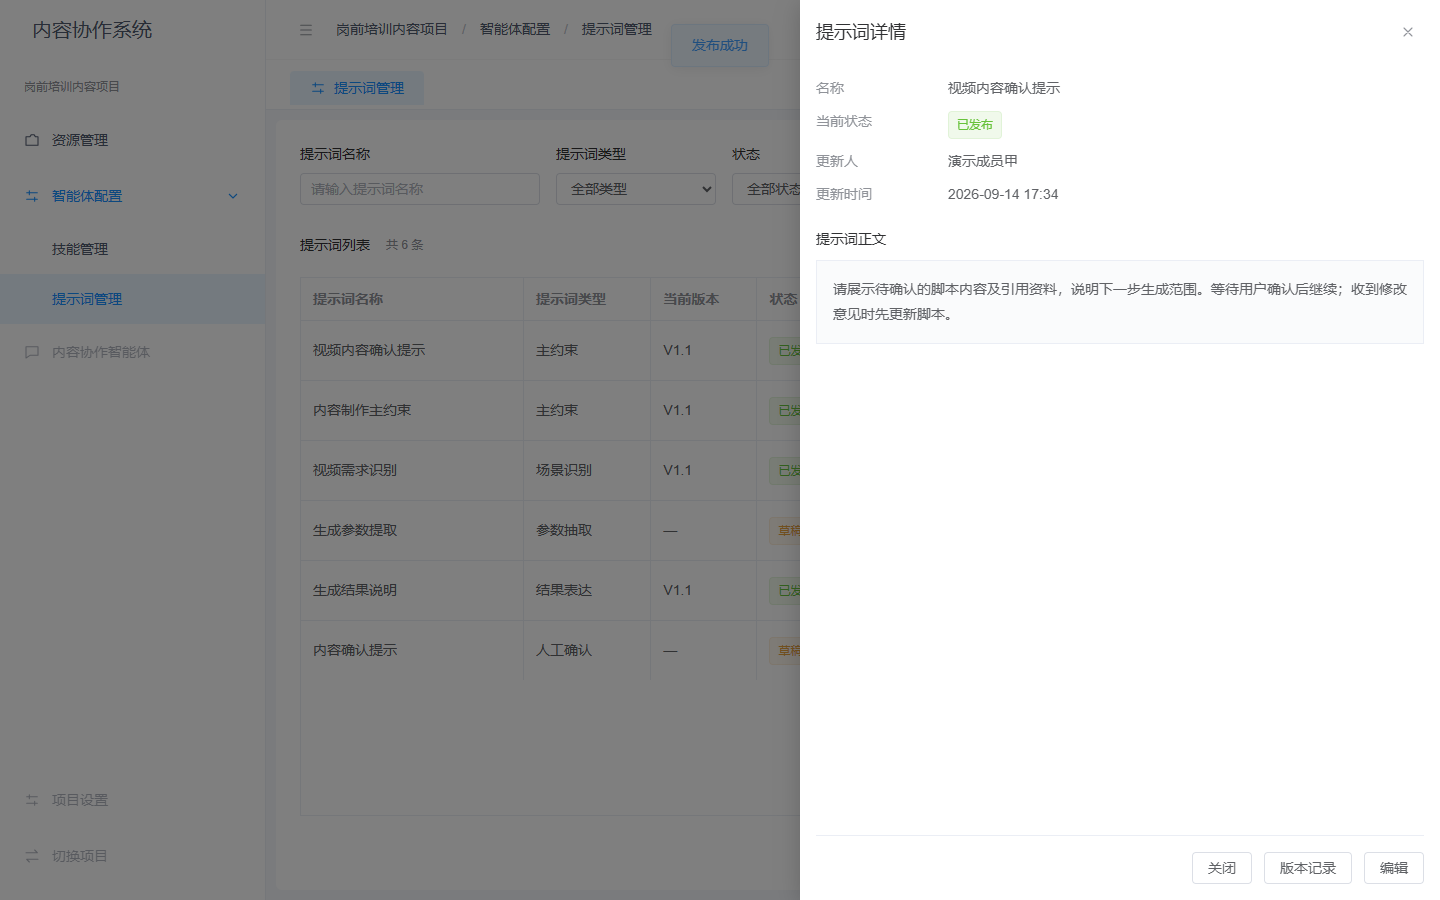 内容协作系统
岗前培训内容项目
资源管理
智能体配置
技能管理
提示词管理
内容协作智能体
项目设置
切换项目
岗前培训内容项目 / 智能体配置 / 提示词管理
发布成功
提示词管理
提示词名称 提示词类型 状态
请输入提示词名称 全部类型 全部状态
提示词列表 共 6 条
提示词名称 提示词类型 当前版本 状态
视频内容确认提示 主约束 V1.1 已发
内容制作主约束 主约束 V1.1 已发
视频需求识别 场景识别 V1.1 已发
生成参数提取 参数抽取 — 草稿
生成结果说明 结果表达 V1.1 已发
内容确认提示 人工确认 — 草稿
提示词详情
名称 视频内容确认提示
当前状态 已发布
更新人 演示成员甲
更新时间 2026-09-14 17:34
提示词正文
请展示待确认的脚本内容及引用资料，说明下一步生成范围。等待用户确认后继续；收到修改
意见时先更新脚本。
关闭 版本记录 编辑